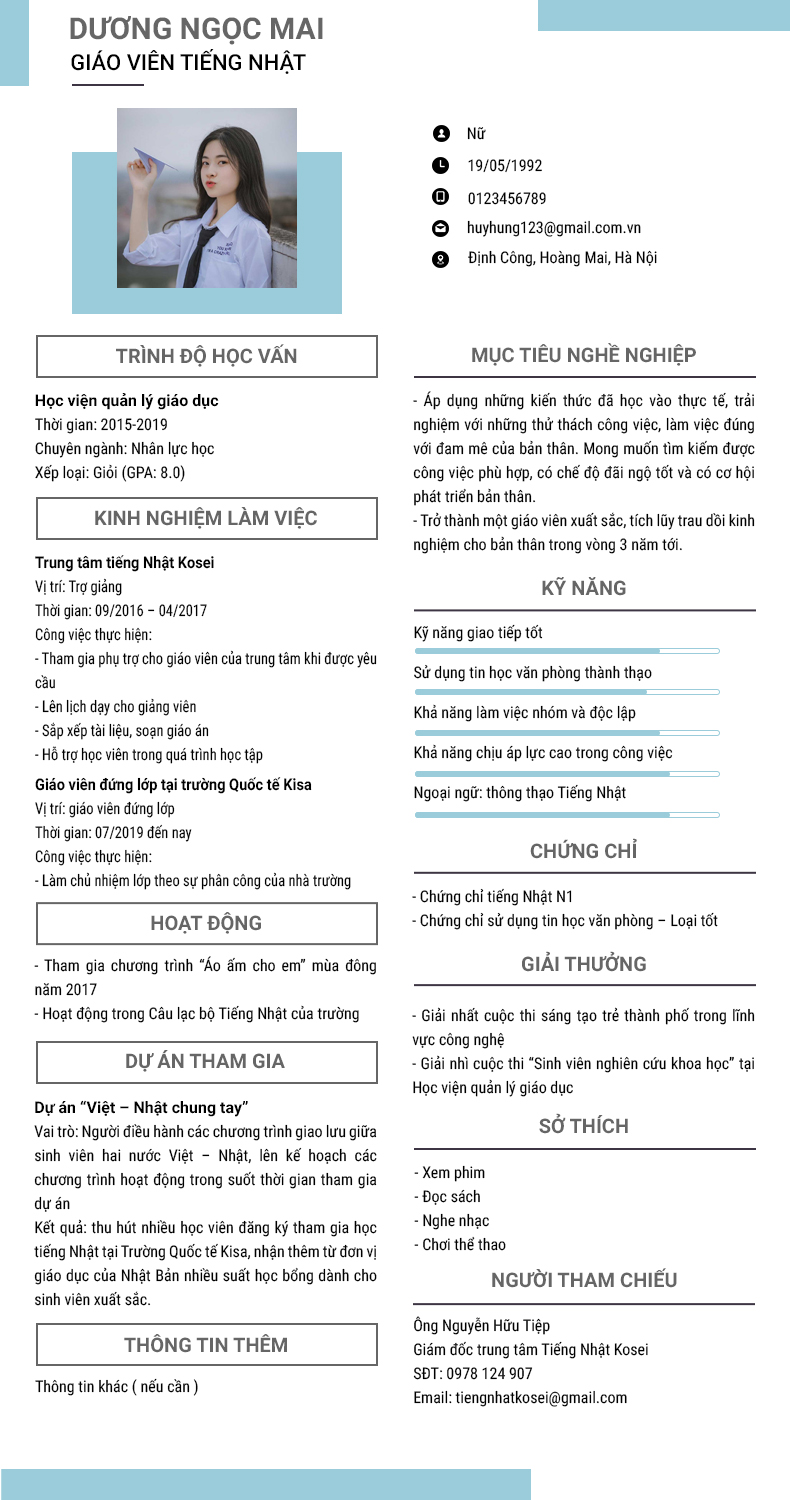 DƯƠNG NGỌC MAI
GIÁO VIÊN TIẾNG NHẬT
Nữ
19/05/1992
0123456789
huyhung123@gmail.com.vn
Định Công, Hoàng Mai, Hà Nội
TRÌNH ĐỘ HỌC VẤN
Học viện quản lý giáo dục
Thời gian: 2015-2019
Chuyên ngành: Nhân lực học
Xếp loại: Giỏi (GPA: 8.0)
KINH NGHIỆM LÀM VIỆC
Trung tâm tiếng Nhật Kosei
Vị trí: Trợ giảng
Thời gian: 09/2016 – 04/2017
Công việc thực hiện:
- Tham gia phụ trợ cho giáo viên của trung tâm khi được yêu
cầu
- Lên lịch dạy cho giảng viên
- Sắp xếp tài liệu, soạn giáo án
- Hỗ trợ học viên trong quá trình học tập
Giáo viên đứng lớp tại trường Quốc tế Kisa
Vị trí: giáo viên đứng lớp
Thời gian: 07/2019 đến nay
Công việc thực hiện:
- Làm chủ nhiệm lớp theo sự phân công của nhà trường
HOẠT ĐỘNG
- Tham gia chương trình “Áo ấm cho em” mùa đông
năm 2017
- Hoạt động trong Câu lạc bộ Tiếng Nhật của trường
DỰ ÁN THAM GIA
Dự án “Việt – Nhật chung tay”
Vai trò: Người điều hành các chương trình giao lưu giữa
sinh viên hai nước Việt – Nhật, lên kế hoạch các
chương trình hoạt động trong suốt thời gian tham gia
dự án
Kết quả: thu hút nhiều học viên đăng ký tham gia học
tiếng Nhật tại Trường Quốc tế Kisa, nhận thêm từ đơn vị
giáo dục của Nhật Bản nhiều suất học bổng dành cho
sinh viên xuất sắc.
THÔNG TIN THÊM
Thông tin khác ( nếu cần )
MỤC TIÊU NGHỀ NGHIỆP
- Áp dụng những kiến thức đã học vào thực tế, trải
nghiệm với những thử thách công việc, làm việc đúng
với đam mê của bản thân. Mong muốn tìm kiếm được
công việc phù hợp, có chế độ đãi ngộ tốt và có cơ hội
phát triển bản thân.
- Trở thành một giáo viên xuất sắc, tích lũy trau dồi kinh
nghiệm cho bản thân trong vòng 3 năm tới.
KỸ NĂNG
Kỹ năng giao tiếp tốt
Sử dụng tin học văn phòng thành thạo
Khả năng làm việc nhóm và độc lập
Khả năng chịu áp lực cao trong công việc
Ngoại ngữ: thông thạo Tiếng Nhật
CHỨNG CHỈ
- Chứng chỉ tiếng Nhật N1
- Chứng chỉ sử dụng tin học văn phòng – Loại tốt
GIẢI THƯỞNG
- Giải nhất cuộc thi sáng tạo trẻ thành phố trong lĩnh
vực công nghệ
- Giải nhì cuộc thi “Sinh viên nghiên cứu khoa học” tại
Học viện quản lý giáo dục
SỞ THÍCH
- Xem phim
- Đọc sách
- Nghe nhạc
- Chơi thể thao
NGƯỜI THAM CHIẾU
Ông Nguyễn Hữu Tiệp
Giám đốc trung tâm Tiếng Nhật Kosei
SĐT: 0978 124 907
Email: tiengnhatkosei@gmail.com